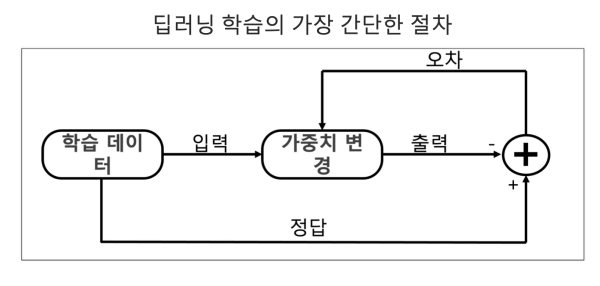 딥러닝 학습의 가장 간단한 절차
오차
학습 데이
터
입력
가중치 변
경
출력
-
+
+
정답